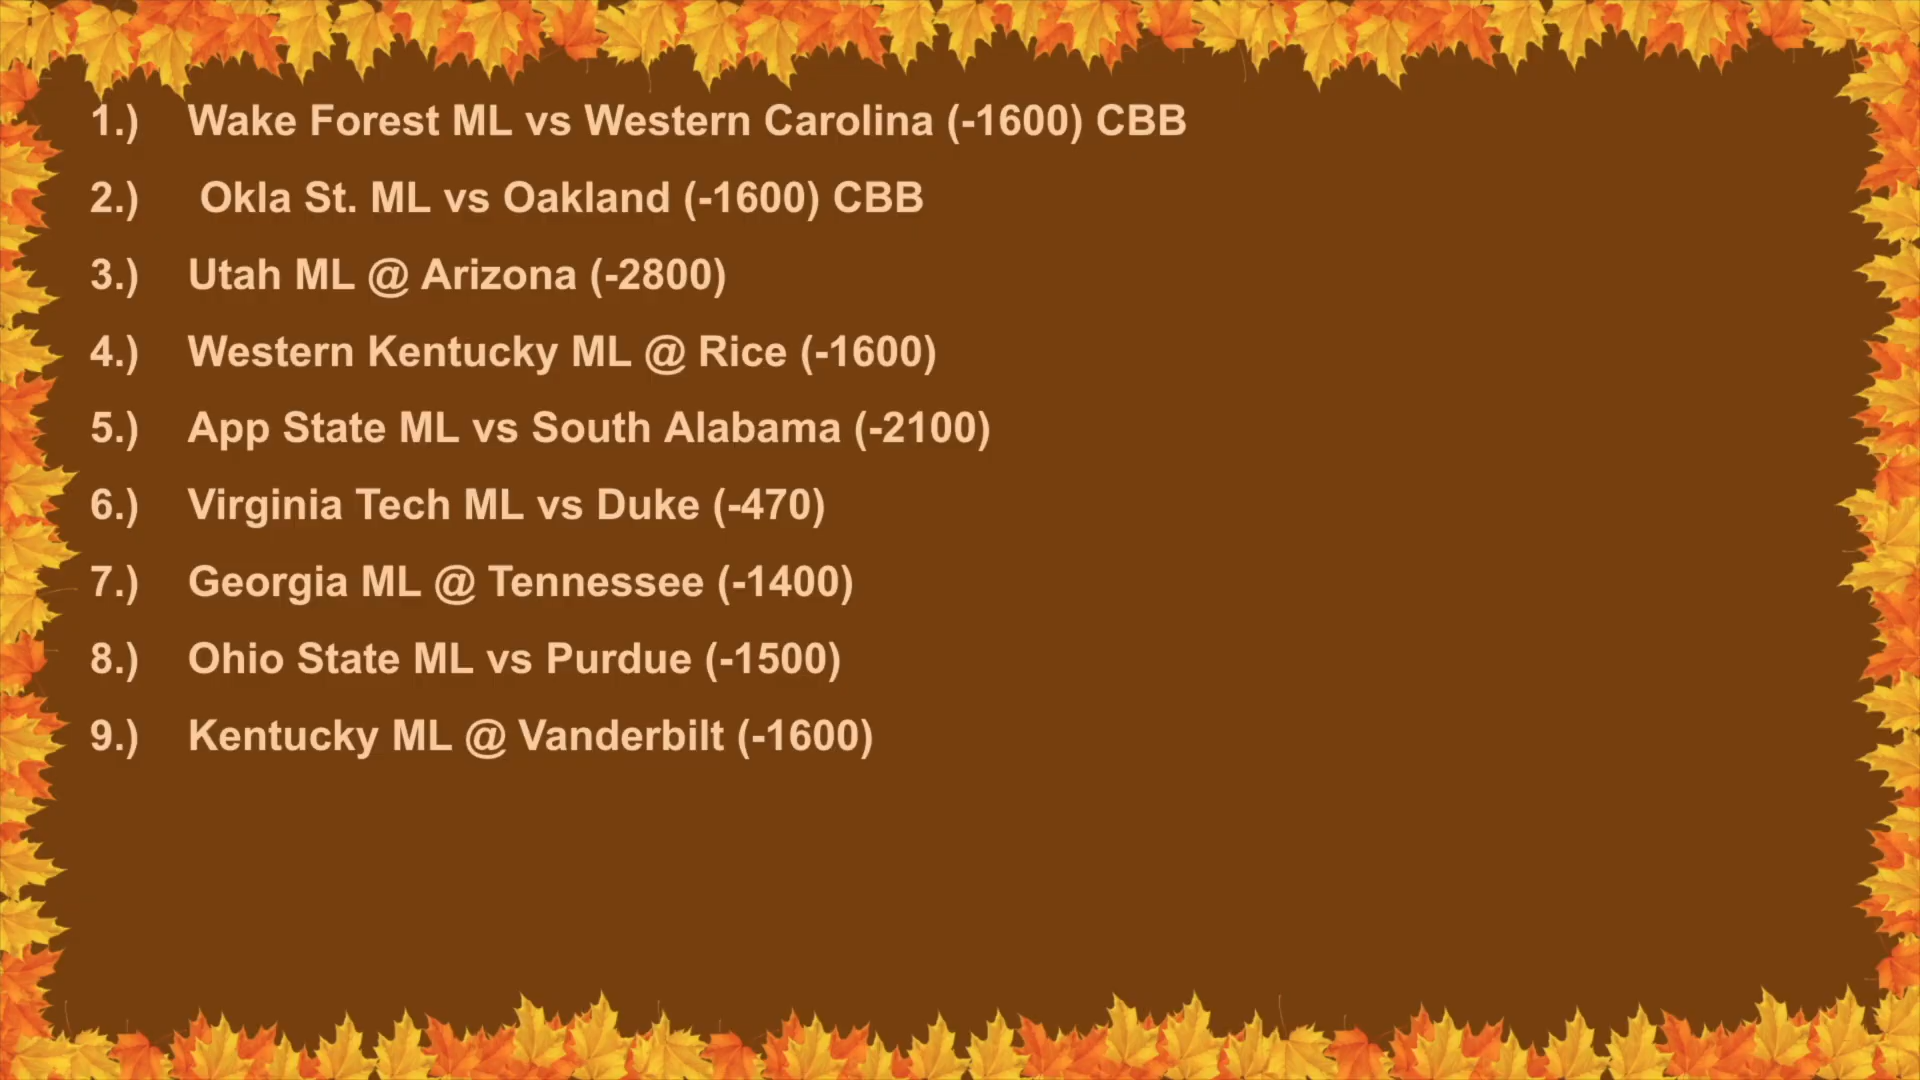 1.) Wake Forest ML vs Western Carolina (-1600) CBB
2.) Okla St. ML vs Oakland (-1600) CBB
3.) Utah ML @ Arizona (-2800)
4.) Western Kentucky ML @ Rice (-1600)
5.) App State ML vs South Alabama (-2100)
6.) Virginia Tech ML vs Duke (-470)
7.) Georgia ML @ Tennessee (-1400)
8.) Ohio State ML vs Purdue (-1500)
9.) Kentucky ML @ Vanderbilt (-1600)